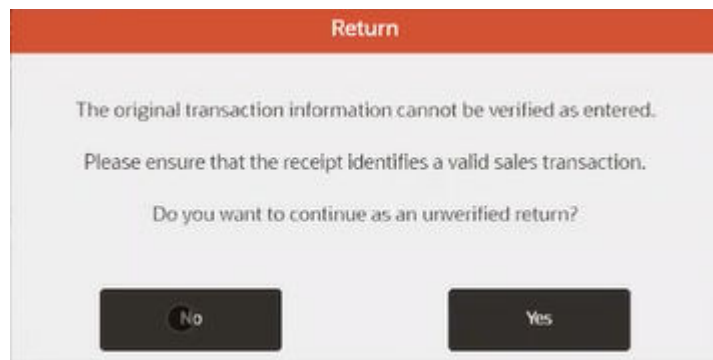 Return
The original transaction information cannot be verified as entered.
Please ensure that the receipt identifies a valid sales transaction.
Do you want to continue as an unverified return?
No
Yes